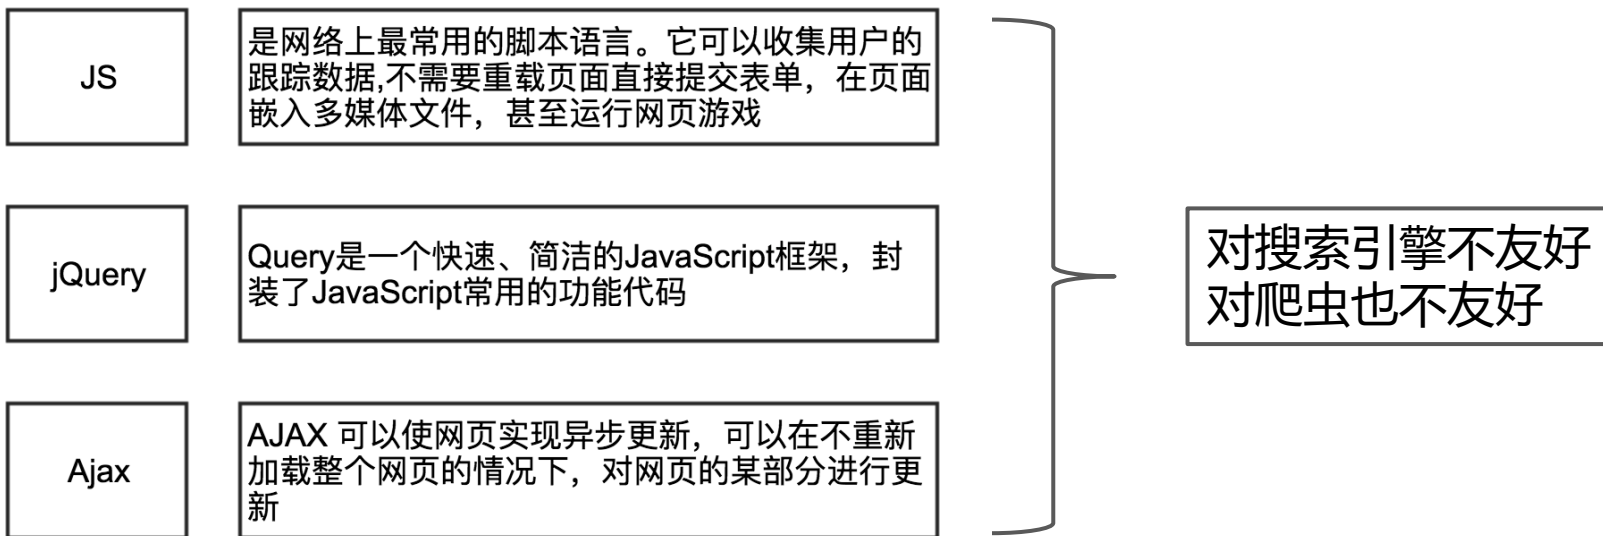 JS
是网络上最常用的脚本语言。它可以收集用户的
跟踪数据,不需要重载页面直接提交表单，在页面
嵌入多媒体文件，甚至运行网页游戏
jQuery
Query是一个快速、简洁的JavaScript框架，封
装了JavaScript常用的功能代码
Ajax
AJAX 可以使网页实现异步更新，可以在不重新
加载整个网页的情况下，对网页的某部分进行更
新
对搜索引擎不友好
对爬虫也不友好